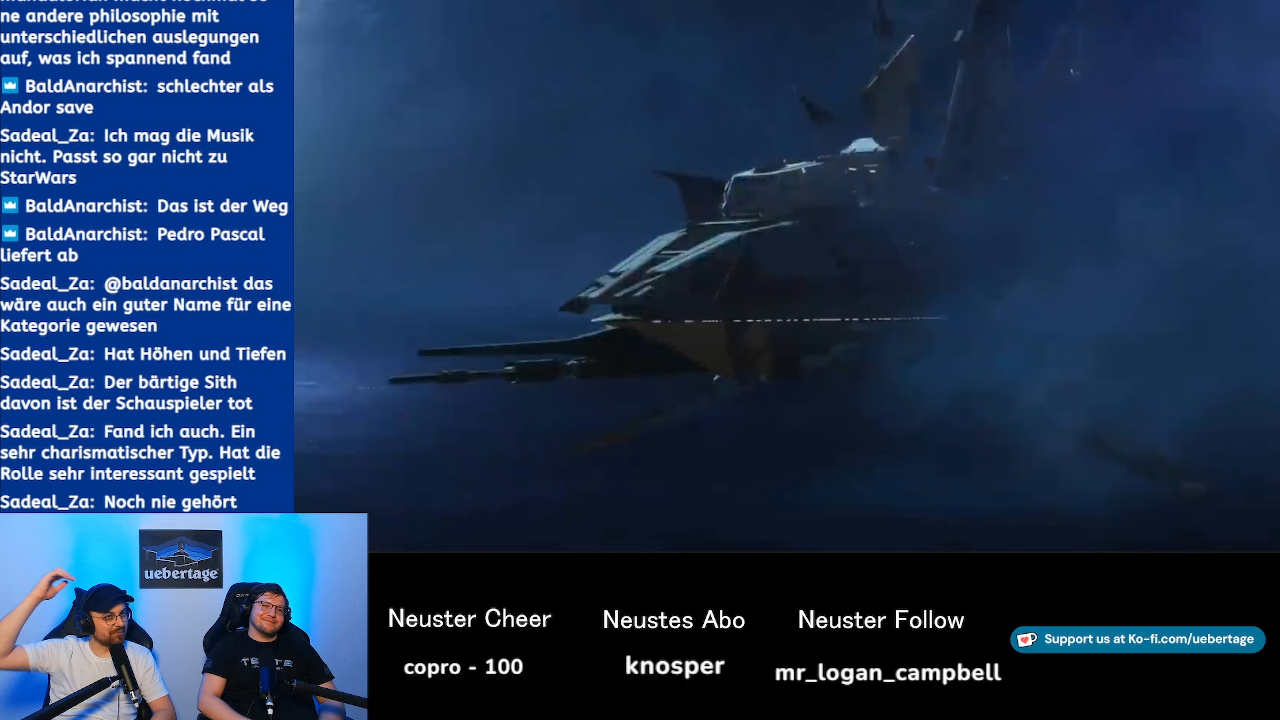 ne andere philosophie mit
unterschiedlichen auslegungen
auf, was ich spannend fand
BaldAnarchist: schlechter als
Andor save
Sadeal_Za: Ich mag die Musik
nicht. Passt so gar nicht zu
StarWars
BaldAnarchist: Das ist der Weg
BaldAnarchist: Pedro Pascal
liefert ab
Sadeal_Za: @baldanarchist das
wäre auch ein guter Name für eine
Kategorie gewesen
Sadeal_Za: Hat Höhen und Tiefen
Sadeal_Za: Der bärtige Sith
davon ist der Schauspieler tot
Sadeal_Za: Fand ich auch. Ein
sehr charismatischer Typ. Hat die
Rolle sehr interessant gespielt
Sadeal_Za: Noch nie gehört
uebertage
Neuster Cheer
copro - 100
Neustes Abo
knosper
Neuster Follow
mr_logan_campbell
Support us at Ko-fi.com/uebertage